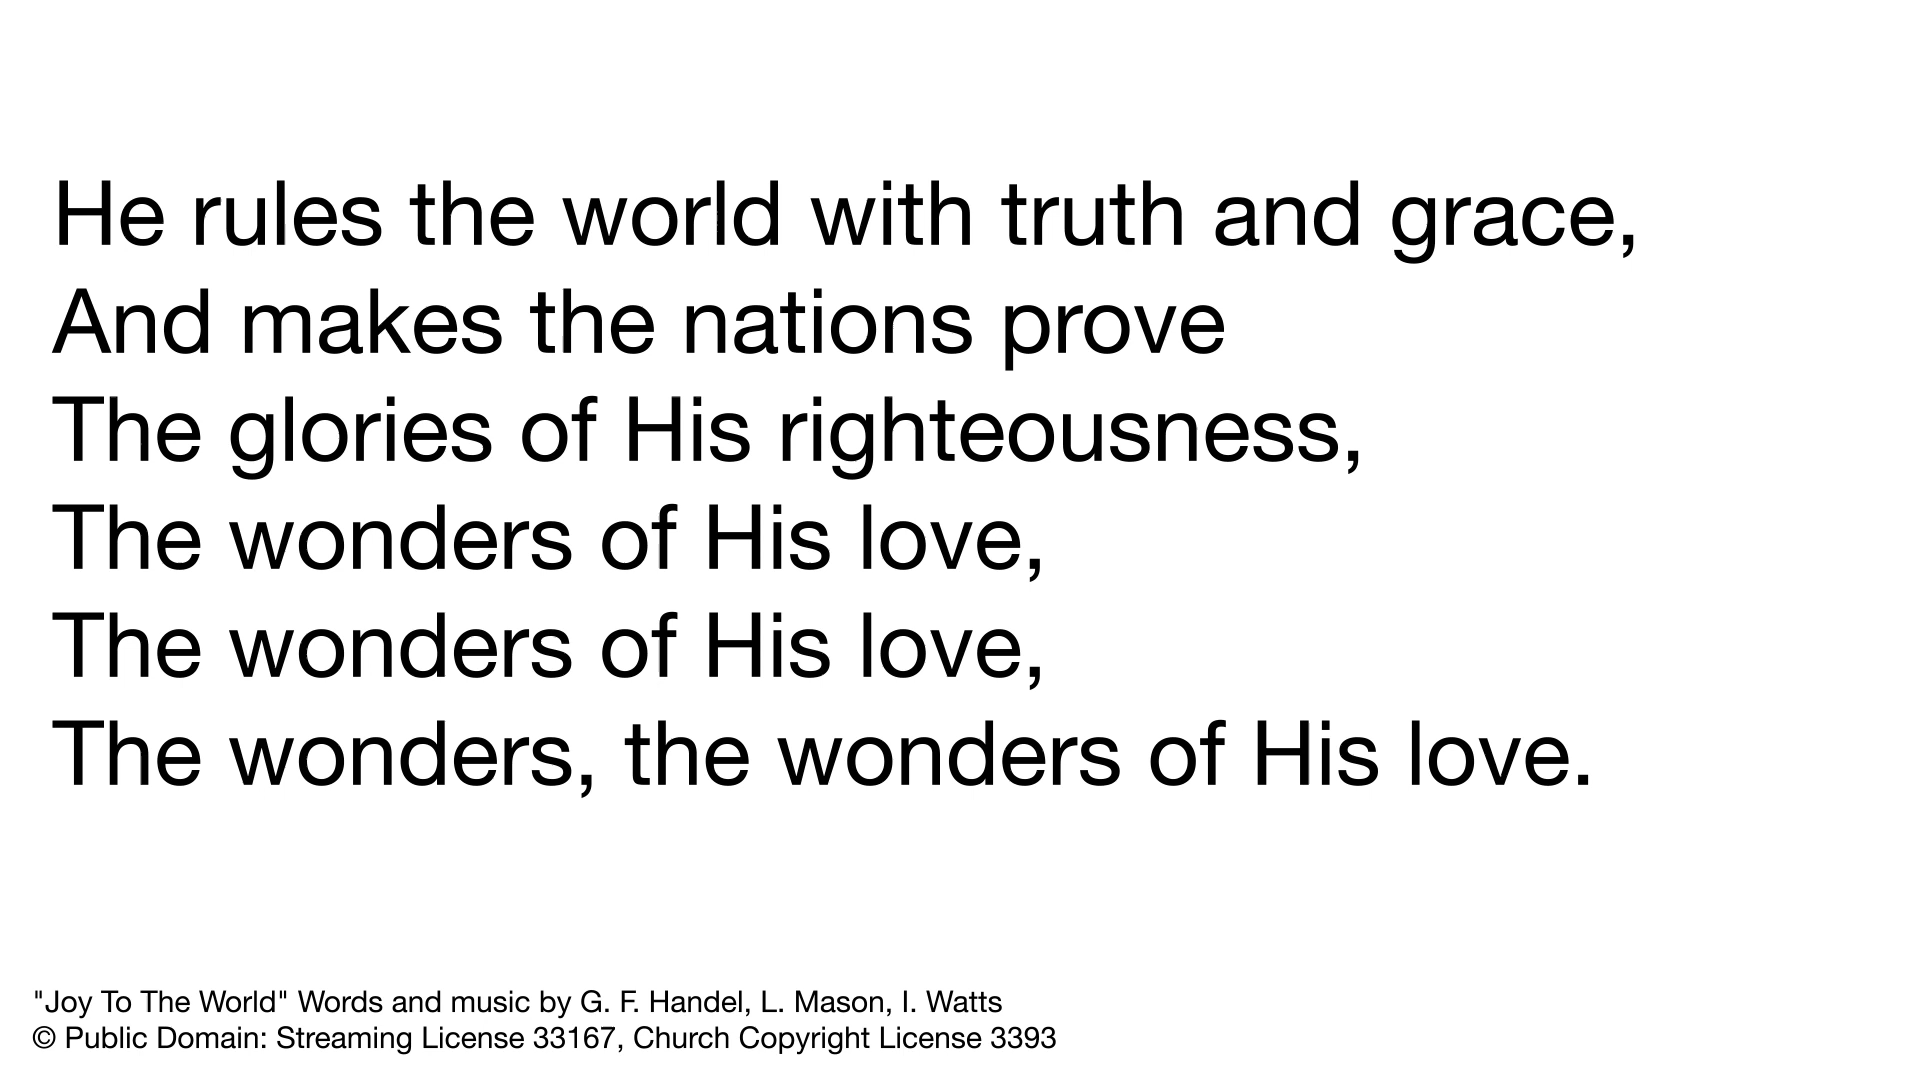 He rules the world with truth and grace,
And makes the nations prove
The glories of His righteousness,
The wonders of His love,
The wonders of His love,
The wonders, the wonders of His love.
"Joy To The World" Words and music by G. F. Handel, L. Mason, I. Watts
© Public Domain: Streaming License 33167, Church Copyright License 3393